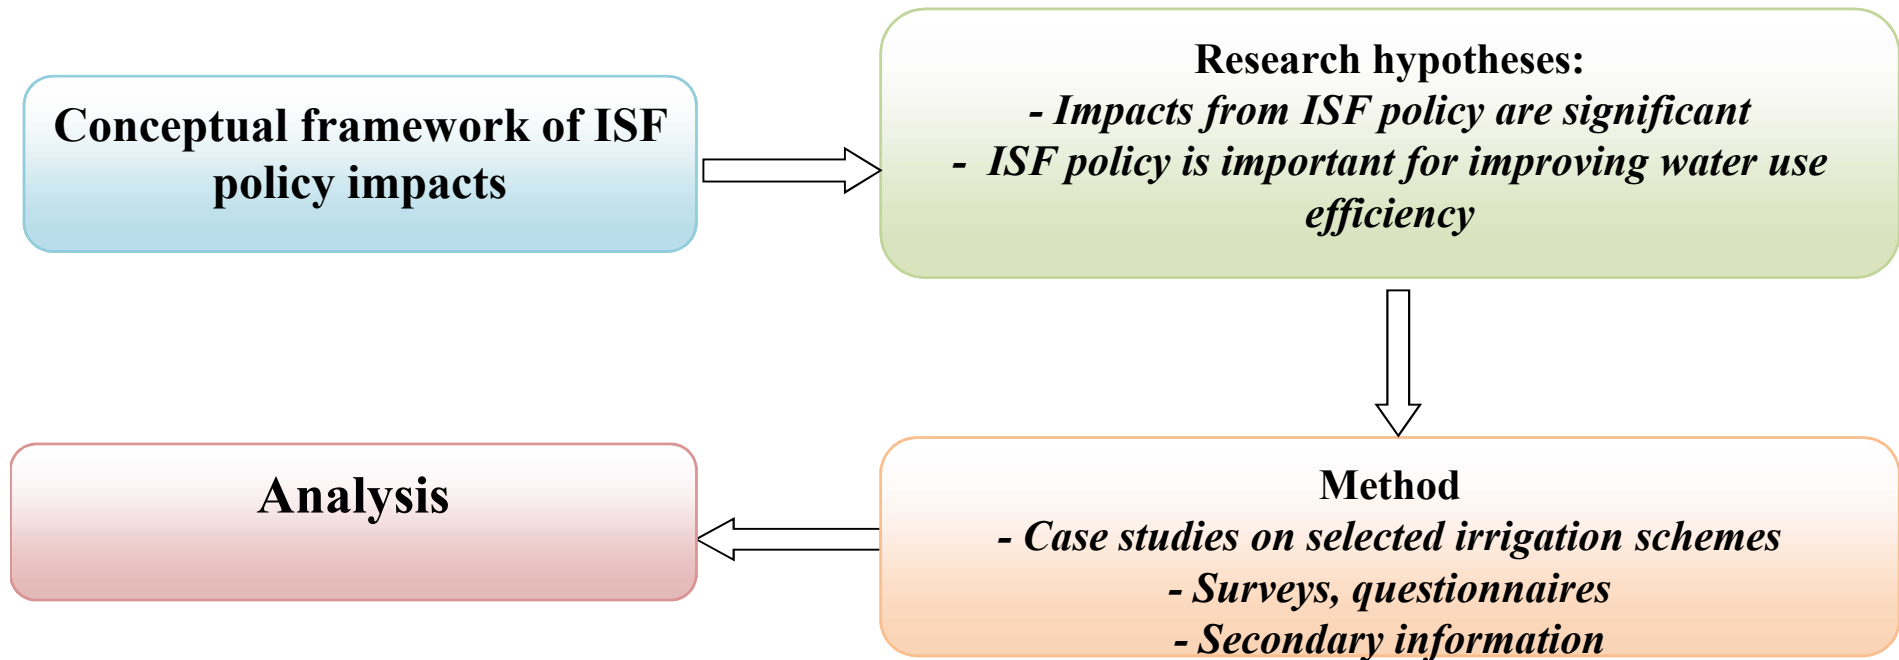 Conceptual framework of ISF
policy impacts
Research hypotheses:
- Impacts from ISF policy are significant
- ISF policy is important for improving water use
efficiency
Method
- Case studies on selected irrigation schemes
- Surveys, questionnaires
- Secondary information
Analysis